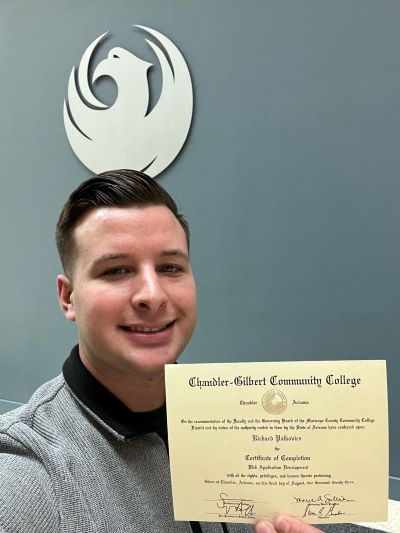 Chandler-Gilbert Community College
Chandler Arizona
On the recommendation of the Faculty and the Governing Board of the Maricopa County Community College
District and by virtue of the authority vested in them by the State of Arizona have conferred upon
Richard Palkovics
the
Certificate of Completion
Web Application Development
with all the rights, privileges, and honors thereto pertaining
Given at Chandler, Arizona, on this third day of August, two thousand twenty three.